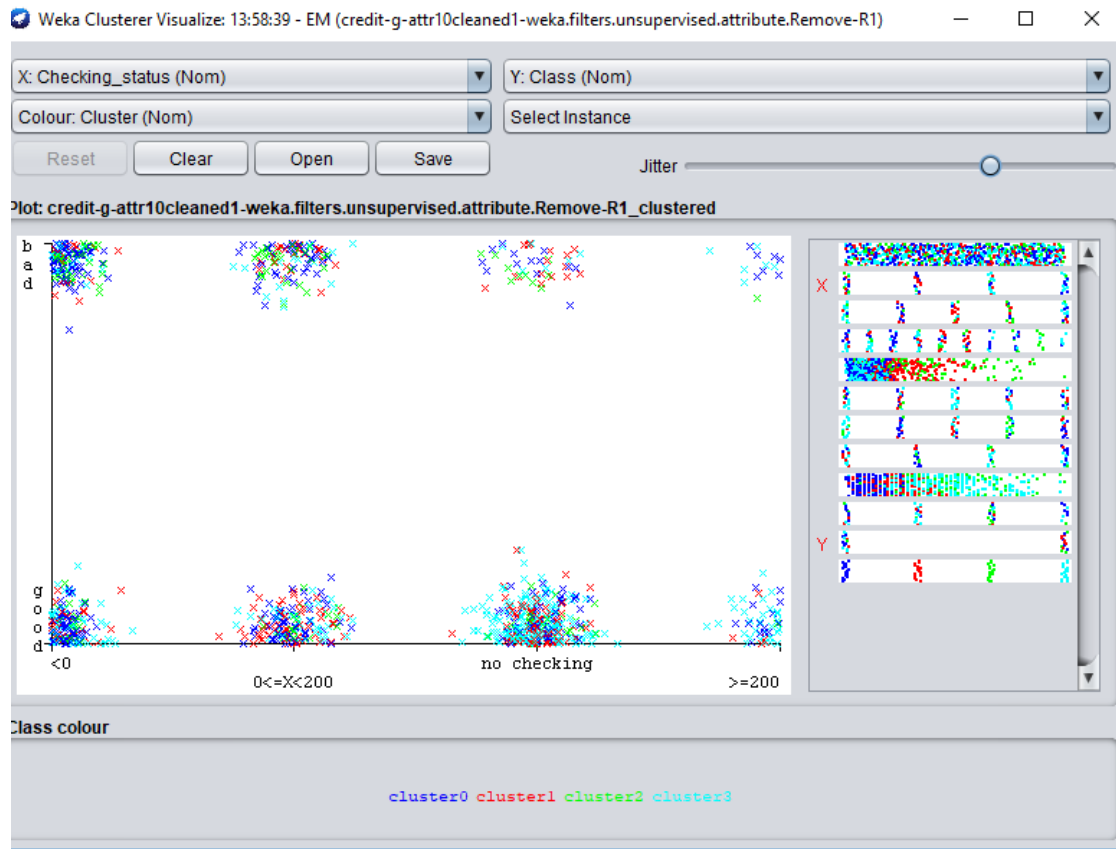 Weka Clusterer Visualize: 13:58:39 - EM (credit-g-attr10cleaned1-weka.filters.unsupervised.attribute.Remove-R1)
X: Checking_status (Nom)
Y: Class (Nom)
Colour: Cluster (Nom)
Select Instance
Reset Clear Open Save
Jitter
Plot: credit-g-attr10cleaned1-weka.filters.unsupervised.attribute.Remove-R1_clustered
bad
X
Y
good
<0
no checking
0<=X<200
>=200
Class colour
cluster0 cluster1 cluster2 cluster3